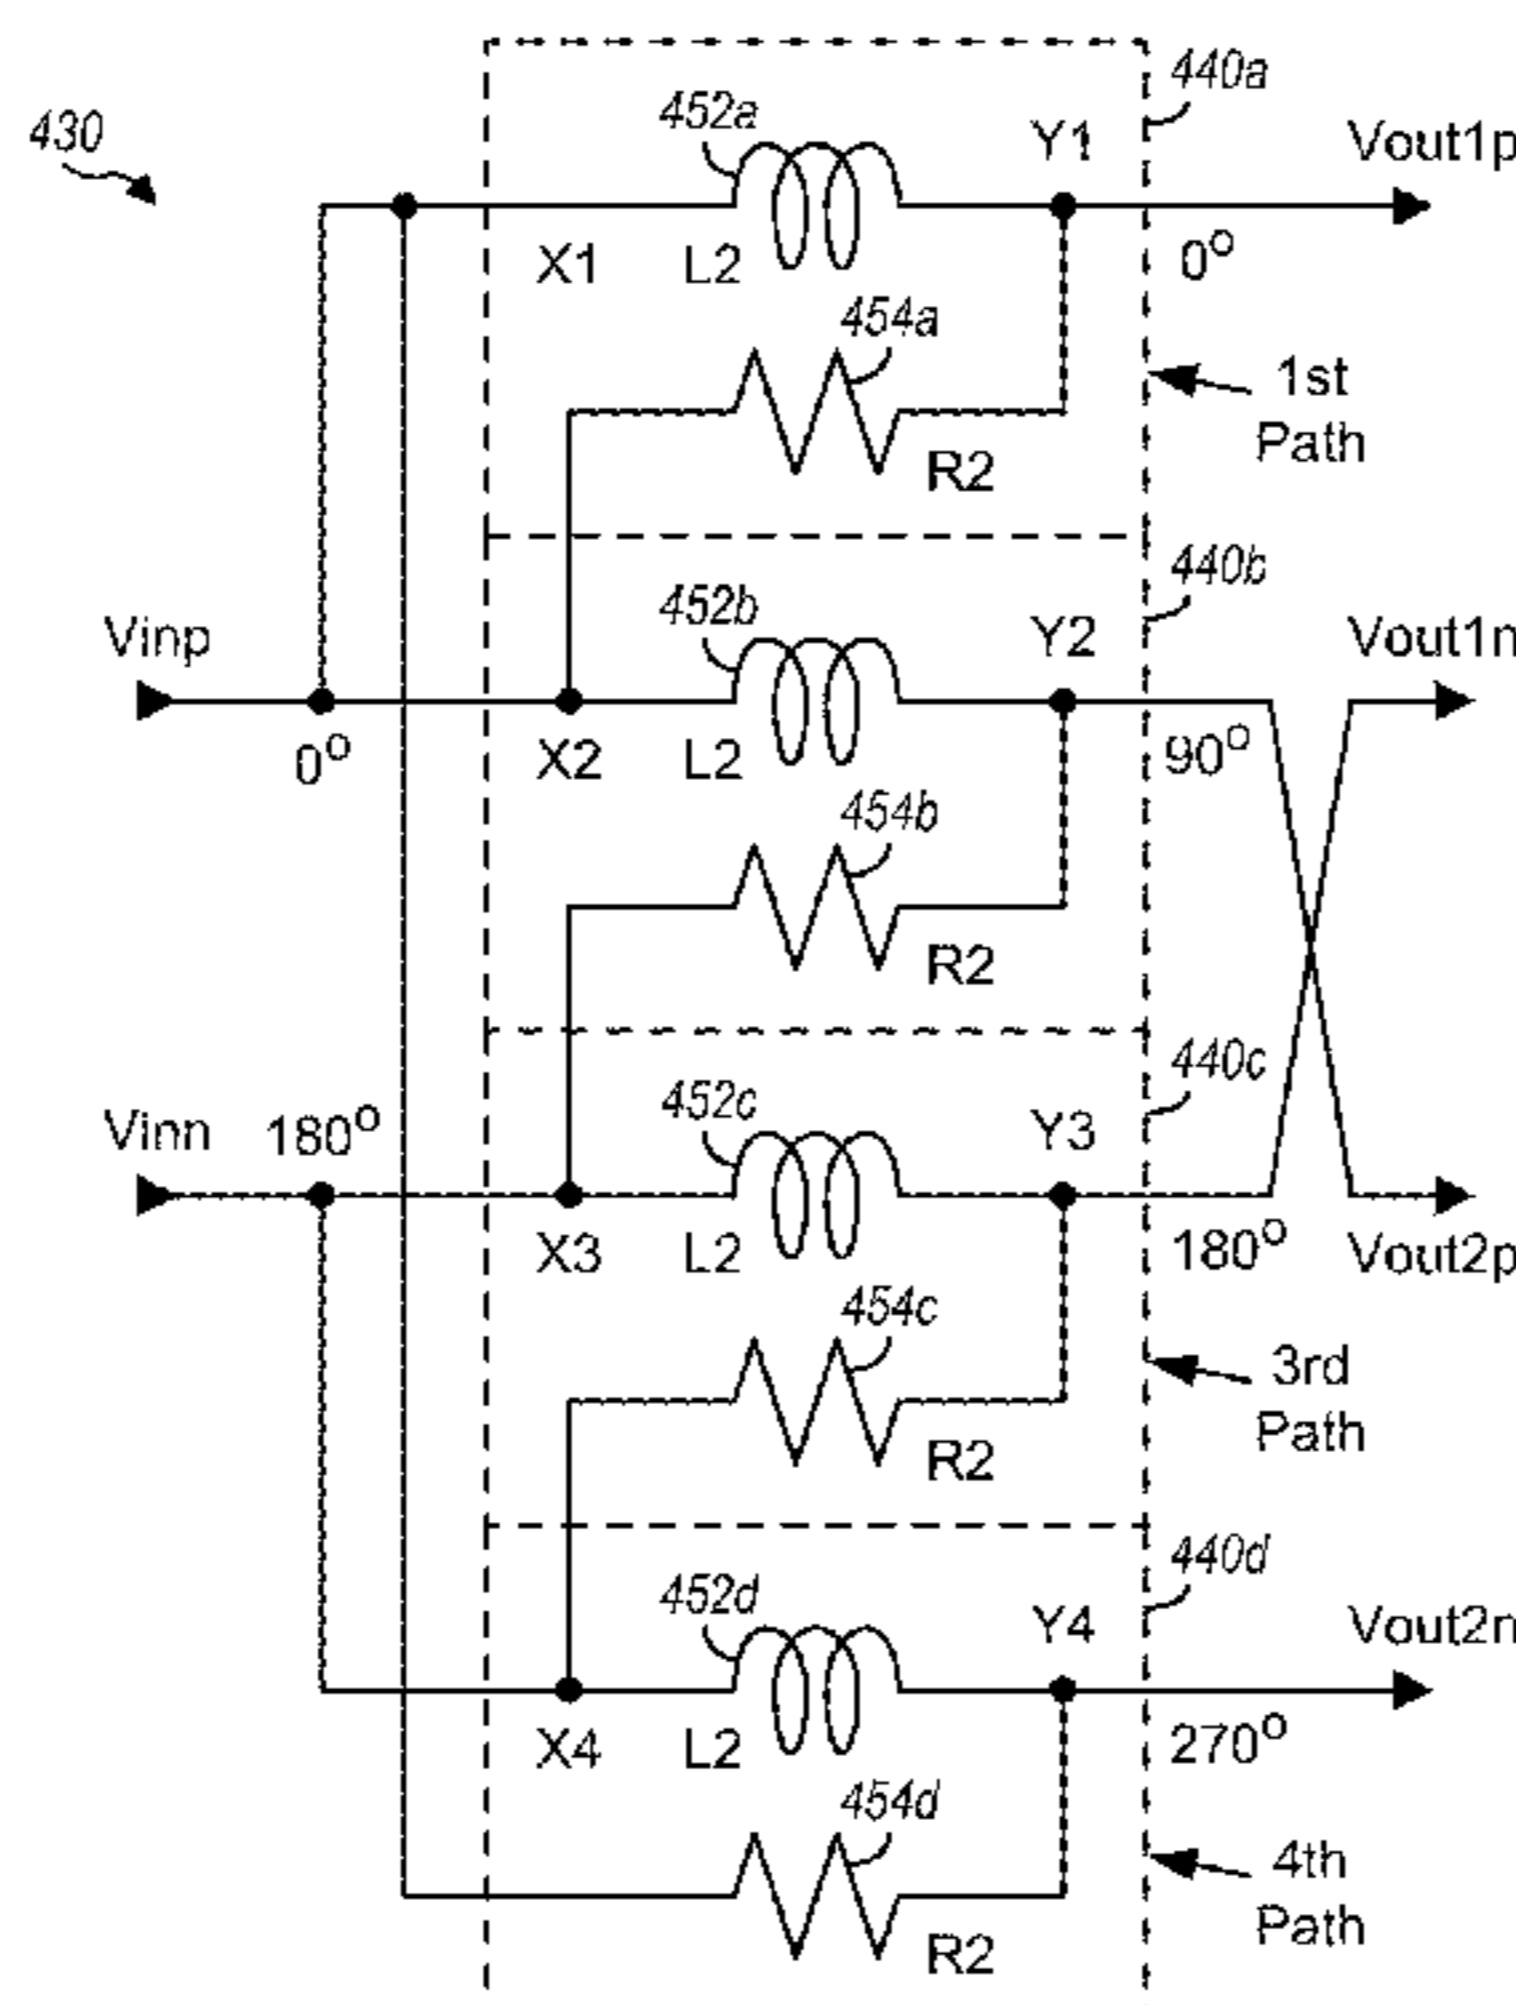 440a
452a
Y1
Vout1p
430
X1
L2
0°
454a
1st
Path
R2
440b
452b
Y2
Vout1n
Vinp
0°
X2
L2
90°
454b
R2
440c
452c
Y3
Vinn
180°
X3
L2
180°
Vout2p
454c
3rd
Path
R2
440d
452d
Y4
Vout2n
X4
L2
270°
454d
4th
Path
R2